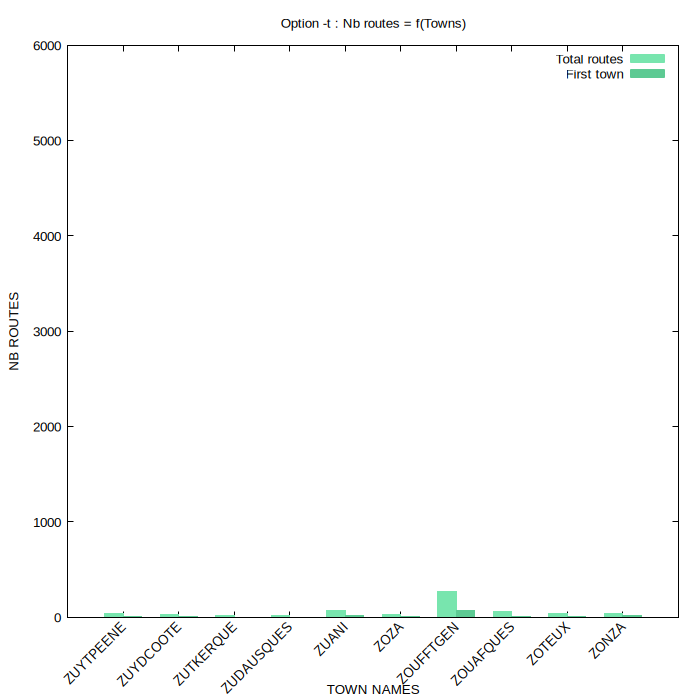 Option -t : Nb routes = f(Towns)
6000
Total routes
First town
5000
4000
3000
2000
1000
0
NB ROUTES
ZUYTPEENE
ZUYDCOOTE
ZUTKERQUE
ZUDAUSQUES
ZUANI
ZOZA
ZOUFFTGEN
ZOUAFQUES
ZOTEUX
ZONZA
TOWN NAMES